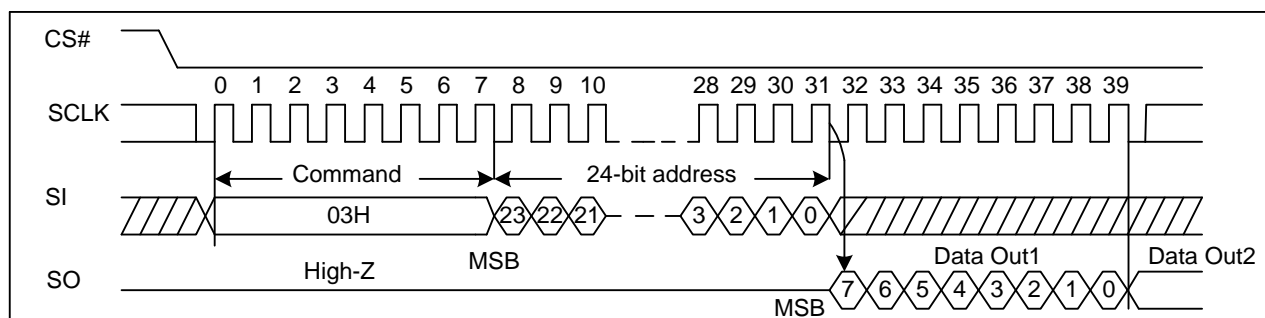 CS#
0 1 2 3 4 5 6 7 8 9 10 28 29 30 31 32 33 34 35 36 37 38 39
SCLK
Command 24-bit address
SI
03H 23 22 21 3 2 1 0
High-Z MSB Data Out1 Data Out2
SO
MSB 7 6 5 4 3 2 1 0